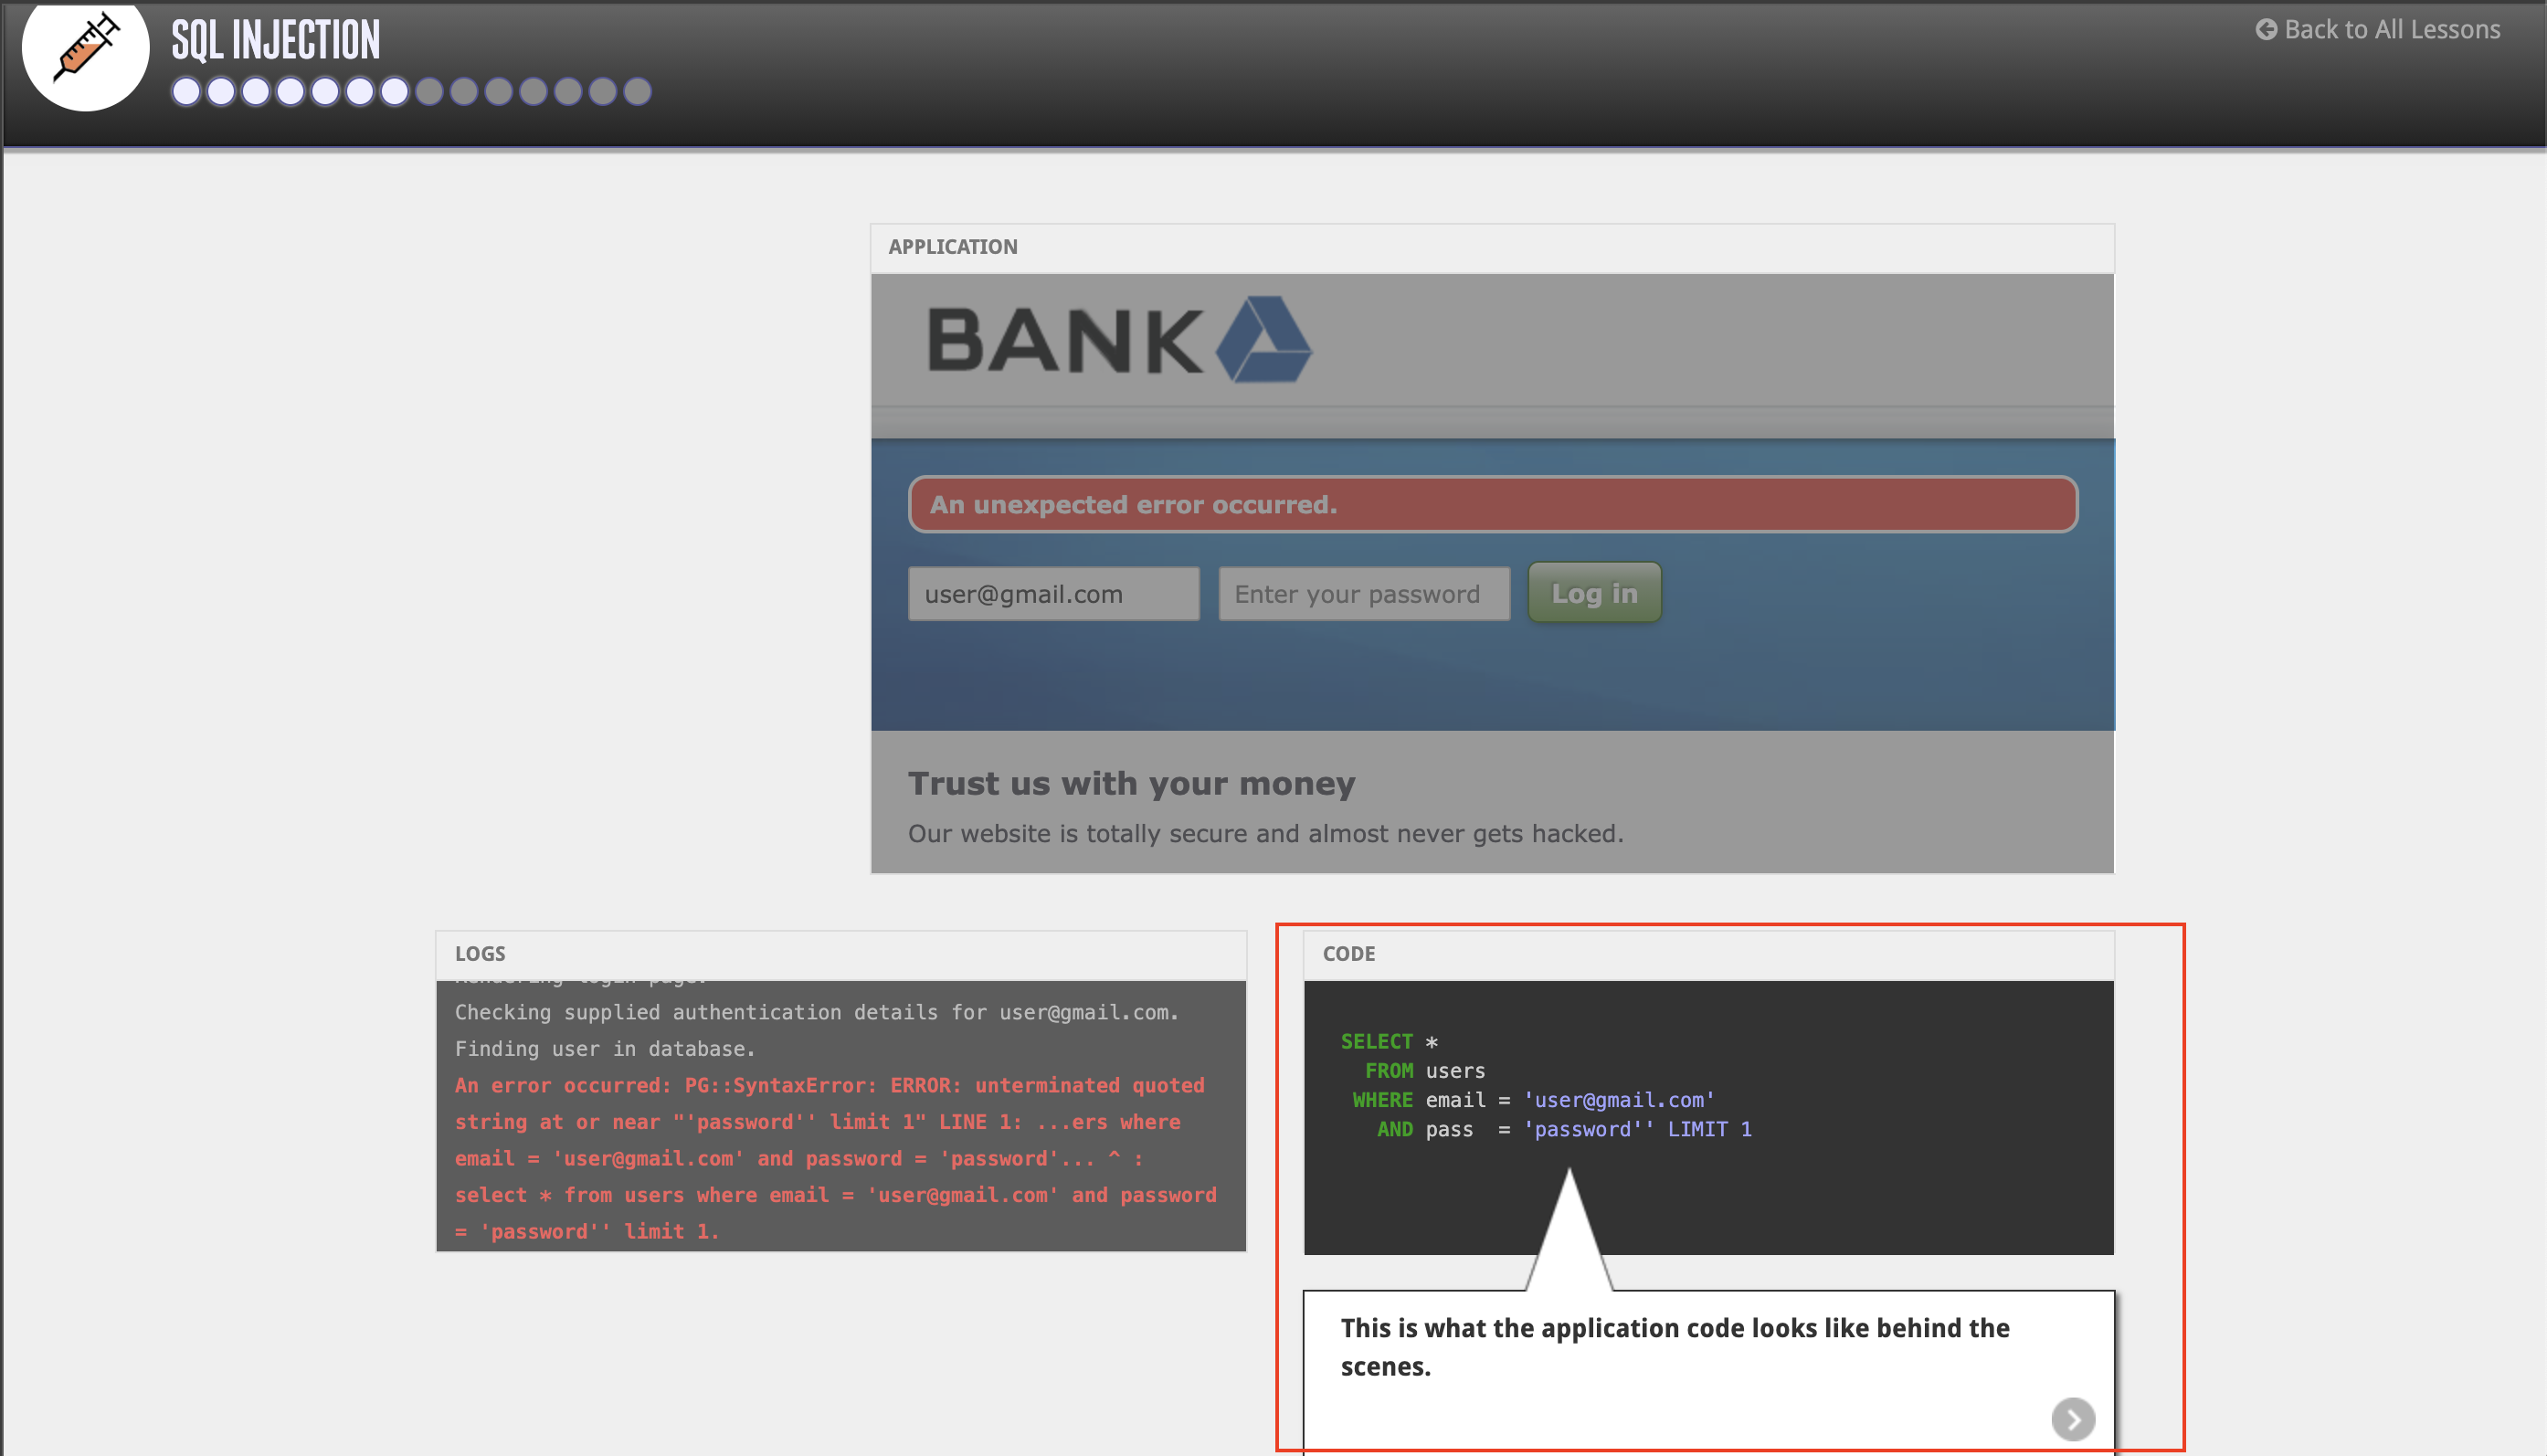 SQL INJECTION
Back to All Lessons
APPLICATION
BANK
An unexpected error occurred.
user@gmail.com
Enter your password
Log in
Trust us with your money
Our website is totally secure and almost never gets hacked.
LOGS
Rendering login page.
Checking supplied authentication details for user@gmail.com.
Finding user in database.
An error occurred: PG::SyntaxError: ERROR: unterminated quoted
string at or near "'password'' limit 1" LINE 1: ...ers where
email = 'user@gmail.com' and password = 'password'... ^ :
select * from users where email = 'user@gmail.com' and password
= 'password'' limit 1.
CODE
SELECT *
FROM users
WHERE email = 'user@gmail.com'
AND pass = 'password'' LIMIT 1
This is what the application code looks like behind the
scenes.